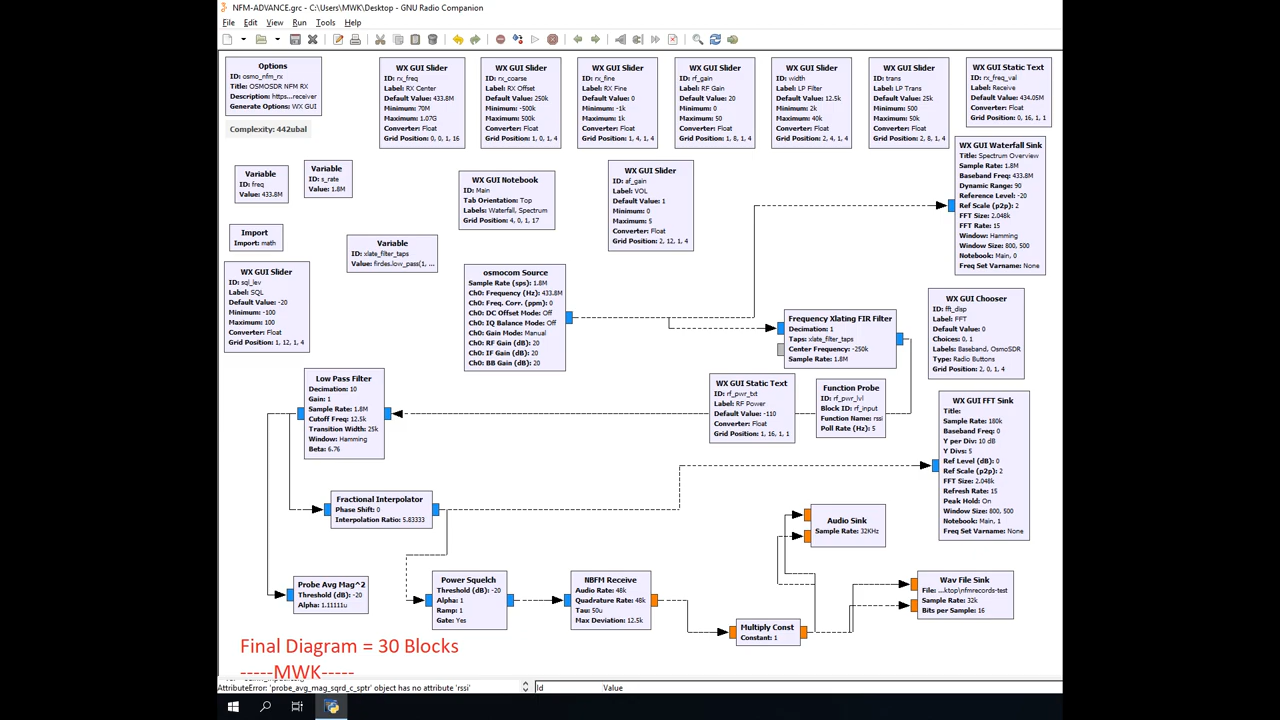 NFM-ADVANCE.grc - C:\Users\MWK\Desktop - GNU Radio Companion
File Edit View Run Tools Help
Options
ID: osmo_nfm_rx
Title: OSMOSDR NFM RX
Description: https...receiver
Generate Options: WX GUI
Complexity: 442ubal
WX GUI Slider
ID: rx_freq
Label: RX Center
Default Value: 433.8M
Minimum: 70M
Maximum: 1.07G
Converter: Float
Grid Position: 0, 0, 1, 16
WX GUI Slider
ID: rx_coarse
Label: RX Offset
Default Value: 250k
Minimum: -500k
Maximum: 500k
Converter: Float
Grid Position: 1, 0, 1, 4
WX GUI Slider
ID: rx_fine
Label: RX Fine
Default Value: 0
Minimum: -1k
Maximum: 1k
Converter: Float
Grid Position: 1, 4, 1, 4
WX GUI Slider
ID: rf_gain
Label: RF Gain
Default Value: 20
Minimum: 0
Maximum: 50
Converter: Float
Grid Position: 1, 8, 1, 4
WX GUI Slider
ID: width
Label: LP Filter
Default Value: 12.5k
Minimum: 2k
Maximum: 40k
Converter: Float
Grid Position: 2, 4, 1, 4
WX GUI Slider
ID: trans
Label: LP Trans
Default Value: 25k
Minimum: 500
Maximum: 50k
Converter: Float
Grid Position: 2, 8, 1, 4
WX GUI Static Text
ID: rx_freq_val
Label: Receive
Default Value: 434.05M
Converter: Float
Grid Position: 0, 16, 1, 1
Variable
ID: freq
Value: 433.8M
Variable
ID: s_rate
Value: 1.8M
WX GUI Notebook
ID: Main
Tab Orientation: Top
Labels: Waterfall, Spectrum
Grid Position: 4, 0, 1, 17
WX GUI Slider
ID: af_gain
Label: VOL
Default Value: 1
Minimum: 0
Maximum: 5
Converter: Float
Grid Position: 2, 12, 1, 4
WX GUI Waterfall Sink
Title: Spectrum Overview
Sample Rate: 1.8M
Baseband Freq: 433.8M
Dynamic Range: 90
Reference Level: -20
Ref Scale (p2p): 2
FFT Size: 2.048k
FFT Rate: 15
Window: Hamming
Window Size: 800, 500
Notebook: Main, 0
Freq Set Varname: None
Import
Import: math
Variable
ID: xlate_filter_taps
Value: firdes.low_pass(1, ...
WX GUI Slider
ID: sql_lev
Label: SQL
Default Value: -20
Minimum: -100
Maximum: 100
Converter: Float
Grid Position: 1, 12, 1, 4
osmocom Source
Sample Rate (sps): 1.8M
Ch0: Frequency (Hz): 433.8M
Ch0: Freq. Corr. (ppm): 0
Ch0: DC Offset Mode: Off
Ch0: IQ Balance Mode: Off
Ch0: Gain Mode: Manual
Ch0: RF Gain (dB): 20
Ch0: IF Gain (dB): 20
Ch0: BB Gain (dB): 20
Frequency Xlating FIR Filter
Decimation: 1
Taps: xlate_filter_taps
Center Frequency: -250k
Sample Rate: 1.8M
WX GUI Chooser
ID: fft_disp
Label: FFT
Default Value: 0
Choices: 0, 1
Labels: Baseband, OsmoSDR
Type: Radio Buttons
Grid Position: 2, 0, 1, 4
Low Pass Filter
Decimation: 10
Gain: 1
Sample Rate: 1.8M
Cutoff Freq: 12.5k
Transition Width: 25k
Window: Hamming
Beta: 6.76
WX GUI Static Text
ID: rf_pwr_txt
Label: RF Power
Default Value: -110
Converter: Float
Grid Position: 1, 16, 1, 1
Function Probe
ID: rf_pwr_lvl
Block ID: rf_input
Function Name: rssi
Poll Rate (Hz): 5
WX GUI FFT Sink
Title:
Sample Rate: 180k
Baseband Freq: 0
Y per Div: 10 dB
Y Divs: 5
Ref Level (dB): 0
Ref Scale (p2p): 2
FFT Size: 2.048k
Refresh Rate: 15
Peak Hold: On
Window Size: 800, 500
Notebook: Main, 1
Freq Set Varname: None
Fractional Interpolator
Phase Shift: 0
Interpolation Ratio: 5.83333
Audio Sink
Sample Rate: 32KHz
Probe Avg Mag^2
Threshold (dB): -20
Alpha: 1.11111u
Power Squelch
Threshold (dB): -20
Alpha: 1
Ramp: 1
Gate: Yes
NBFM Receive
Audio Rate: 48k
Quadrature Rate: 48k
Tau: 50u
Max Deviation: 12.5k
Multiply Const
Constant: 1
Wav File Sink
File: ...ktop\nfmrecords-test
Sample Rate: 32k
Bits per Sample: 16
Final Diagram = 30 Blocks
-----MWK-----
AttributeError: 'probe_avg_mag_sqrd_c_sptr' object has no attribute 'rssi'
Id Value